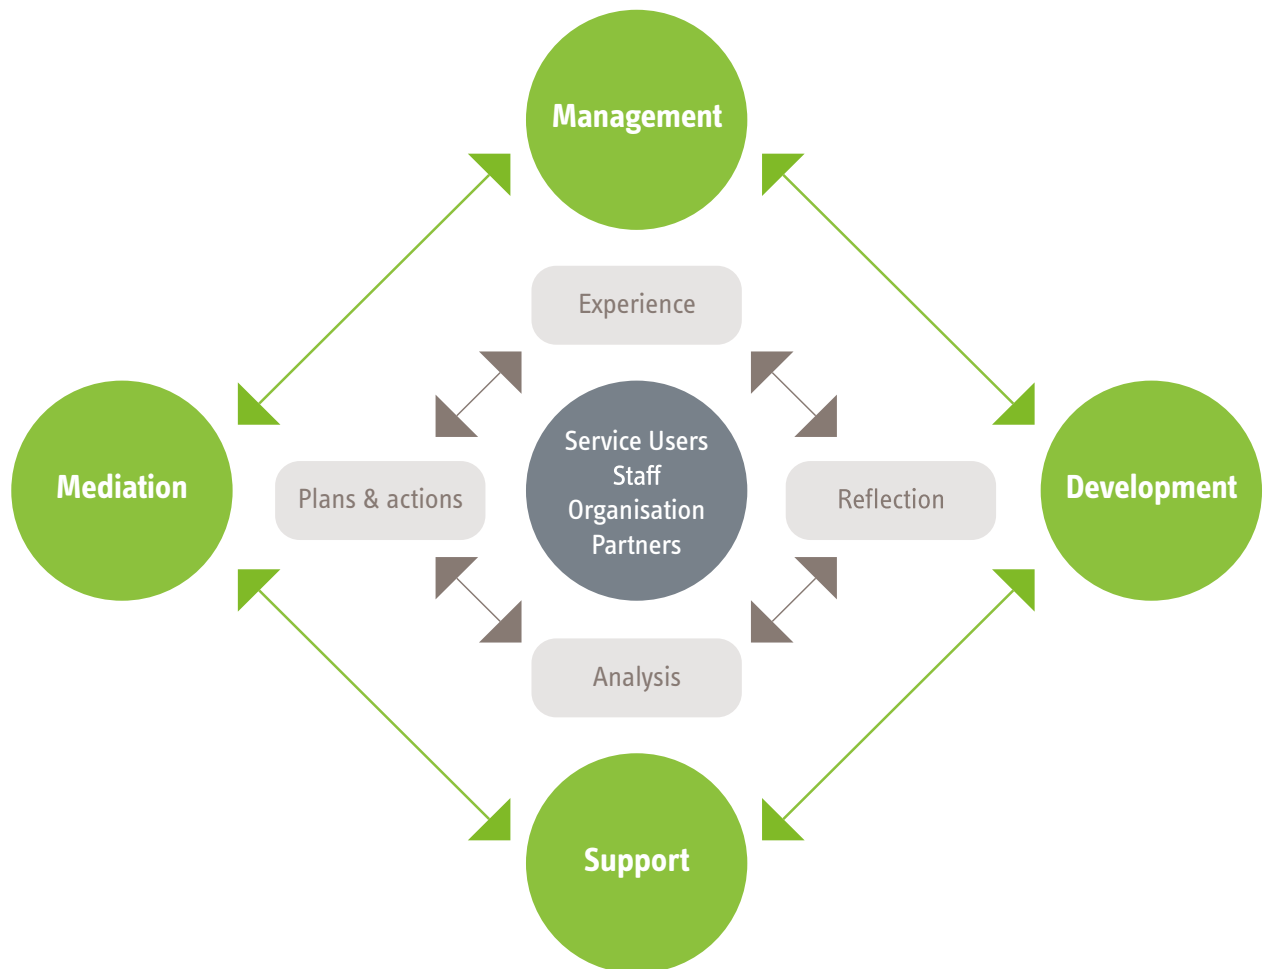 Management
Experience
Mediation
Plans & actions
Service Users
Staff
Organisation
Partners
Reflection
Development
Analysis
Support